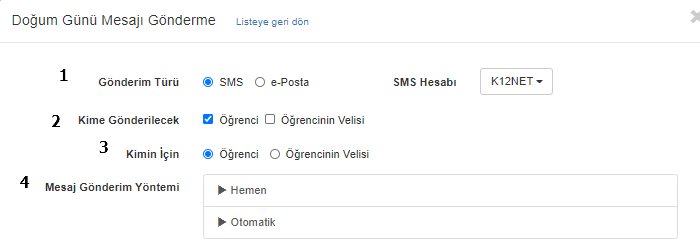 Doğum Günü Mesajı Gönderme Listeye geri dön
1 Gönderim Türü SMS e-Posta SMS Hesabı K12NET
2 Kime Gönderilecek Öğrenci Öğrencinin Velisi
3 Kimin İçin Öğrenci Öğrencinin Velisi
4 Mesaj Gönderim Yöntemi Hemen
Otomatik